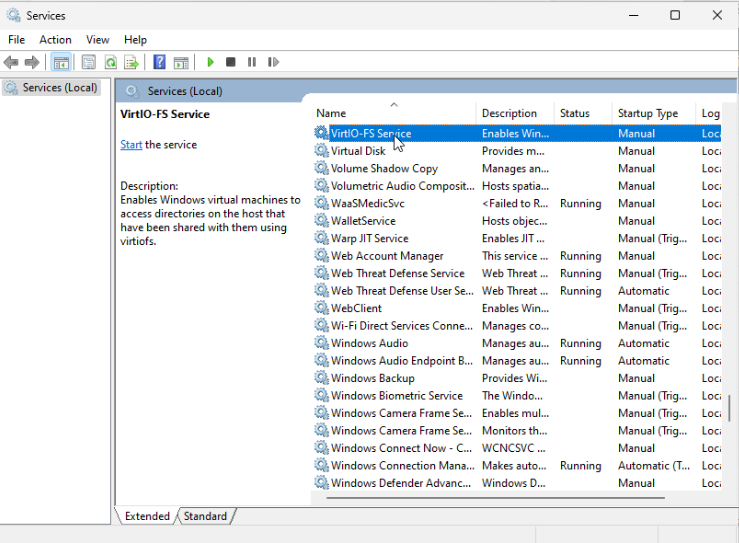 Services
File Action View Help
Services (Local)
Services (Local)
VirtIO-FS Service
Start the service
Description:
Enables Windows virtual machines to
access directories on the host that
have been shared with them using
virtiofs.
Name Description Status Startup Type Log
VirtIO-FS Service Enables Win... Manual Loca
Virtual Disk Provides m... Manual Loca
Volume Shadow Copy Manages an... Manual Loca
Volumetric Audio Composit... Hosts spatia... Manual Loca
WaaSMedicSvc <Failed to R... Running Manual Loca
WalletService Hosts objec... Manual Loca
Warp JIT Service Enables JIT ... Manual (Trig... Loca
Web Account Manager This service ... Running Manual Loca
Web Threat Defense Service Web Threat ... Running Manual (Trig... Loca
Web Threat Defense User Se... Web Threat ... Running Automatic Loca
WebClient Enables Win... Manual (Trig... Loca
Wi-Fi Direct Services Conne... Manages co... Manual (Trig... Loca
Windows Audio Manages au... Running Automatic Loca
Windows Audio Endpoint B... Manages au... Running Automatic Loca
Windows Backup Provides Wi... Manual Loca
Windows Biometric Service The Windo... Manual (Trig... Loca
Windows Camera Frame Se... Enables mul... Manual (Trig... Loca
Windows Camera Frame Se... Monitors th... Manual (Trig... Loca
Windows Connect Now - C... WCNCSVC ... Manual Loca
Windows Connection Mana... Makes auto... Running Automatic (T... Loca
Windows Defender Advanc... Windows D... Manual Loca
Extended Standard